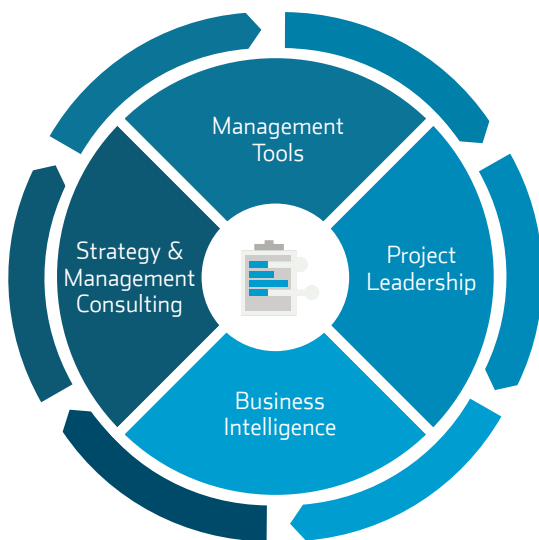 Management
Tools
Project
Leadership
Business
Intelligence
Strategy &
Management
Consulting